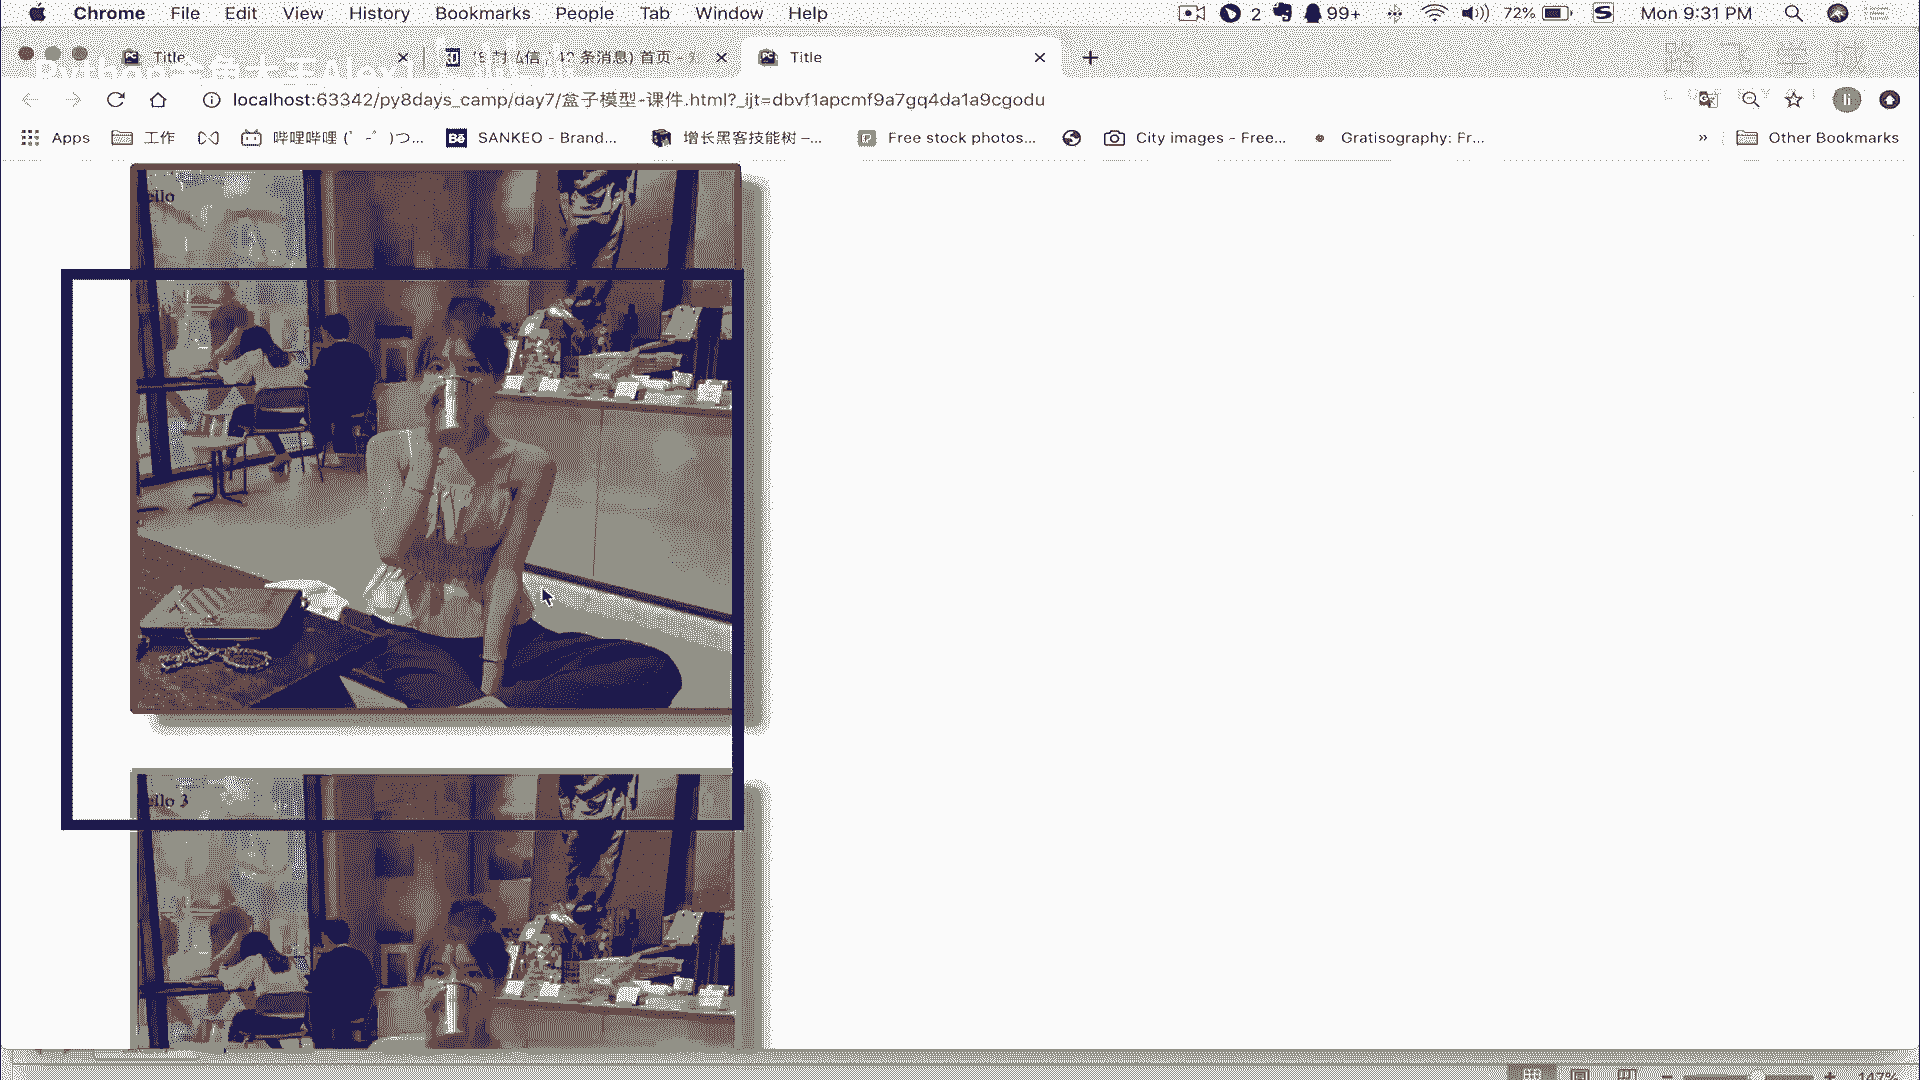 Chrome File Edit View History Bookmarks People Tab Window Help 2 99+ 72% S Mon 9:31 PM
Title 条消息) 首页 Title
localhost:63342/py8days_camp/day7/盒子模型-课件.html?_ijt=dbvf1apcmf9a7gq4da1a9cgodu li
Apps 工作 哔哩哔哩 ( ゜- ゜)つ... Bē SANKEO - Brand... 增长黑客技能树 –... Free stock photos... City images - Free... Gratisography: Fr... » Other Bookmarks
ello
ello 3
147%